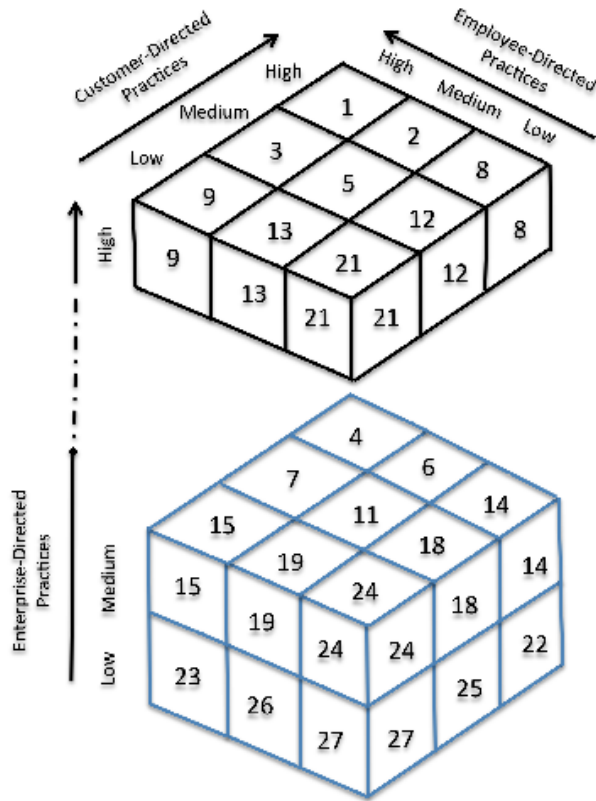 Customer-Directed
Practices
Employee-Directed
Practices
High
Medium
Low
High
Medium
Low
1
2
8
3
5
12
9
13
21
9
13
21
21
12
8
High
Enterprise-Directed
Practices
Medium
Low
4
6
14
7
11
18
15
19
24
15
19
24
24
18
14
23
26
27
27
25
22